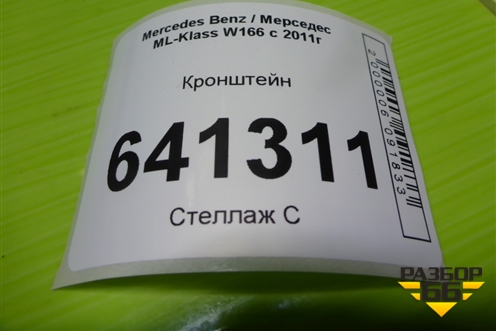 Mercedes Benz / Мерседес
ML-Klass W166 с 2011г
Кронштейн
641311
Стеллаж С
2000006091833
РАЗБОР
66